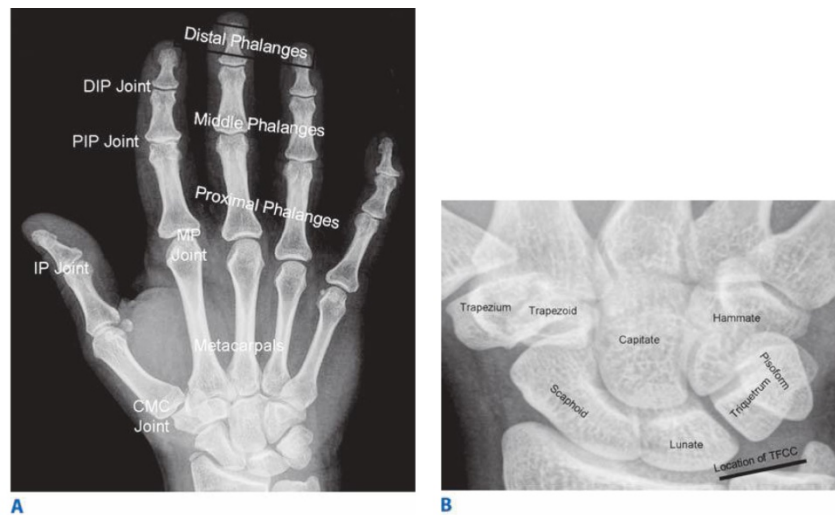 Distal Phalanges
DIP Joint
Middle Phalanges
PIP Joint
Proximal Phalanges
MP
Joint
IP Joint
Metacarpals
CMC
Joint
A
Trapezium
Trapezoid
Capitate
Hammate
Pisoform
Triquetrum
Scaphoid
Lunate
Location of TFCC
B